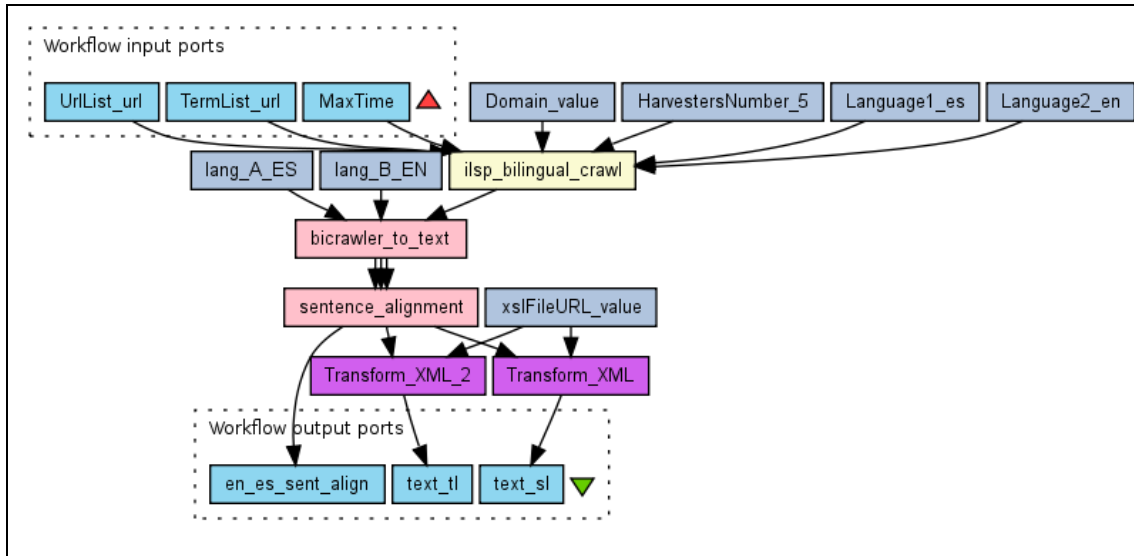 Workflow input ports
UrlList_url TermList_url MaxTime Domain_value HarvestersNumber_5 Language1_es Language2_en
lang_A_ES lang_B_EN ilsp_bilingual_crawl
bicrawler_to_text
sentence_alignment xslFileURL_value
Transform_XML_2 Transform_XML
Workflow output ports
en_es_sent_align text_tl text_sl